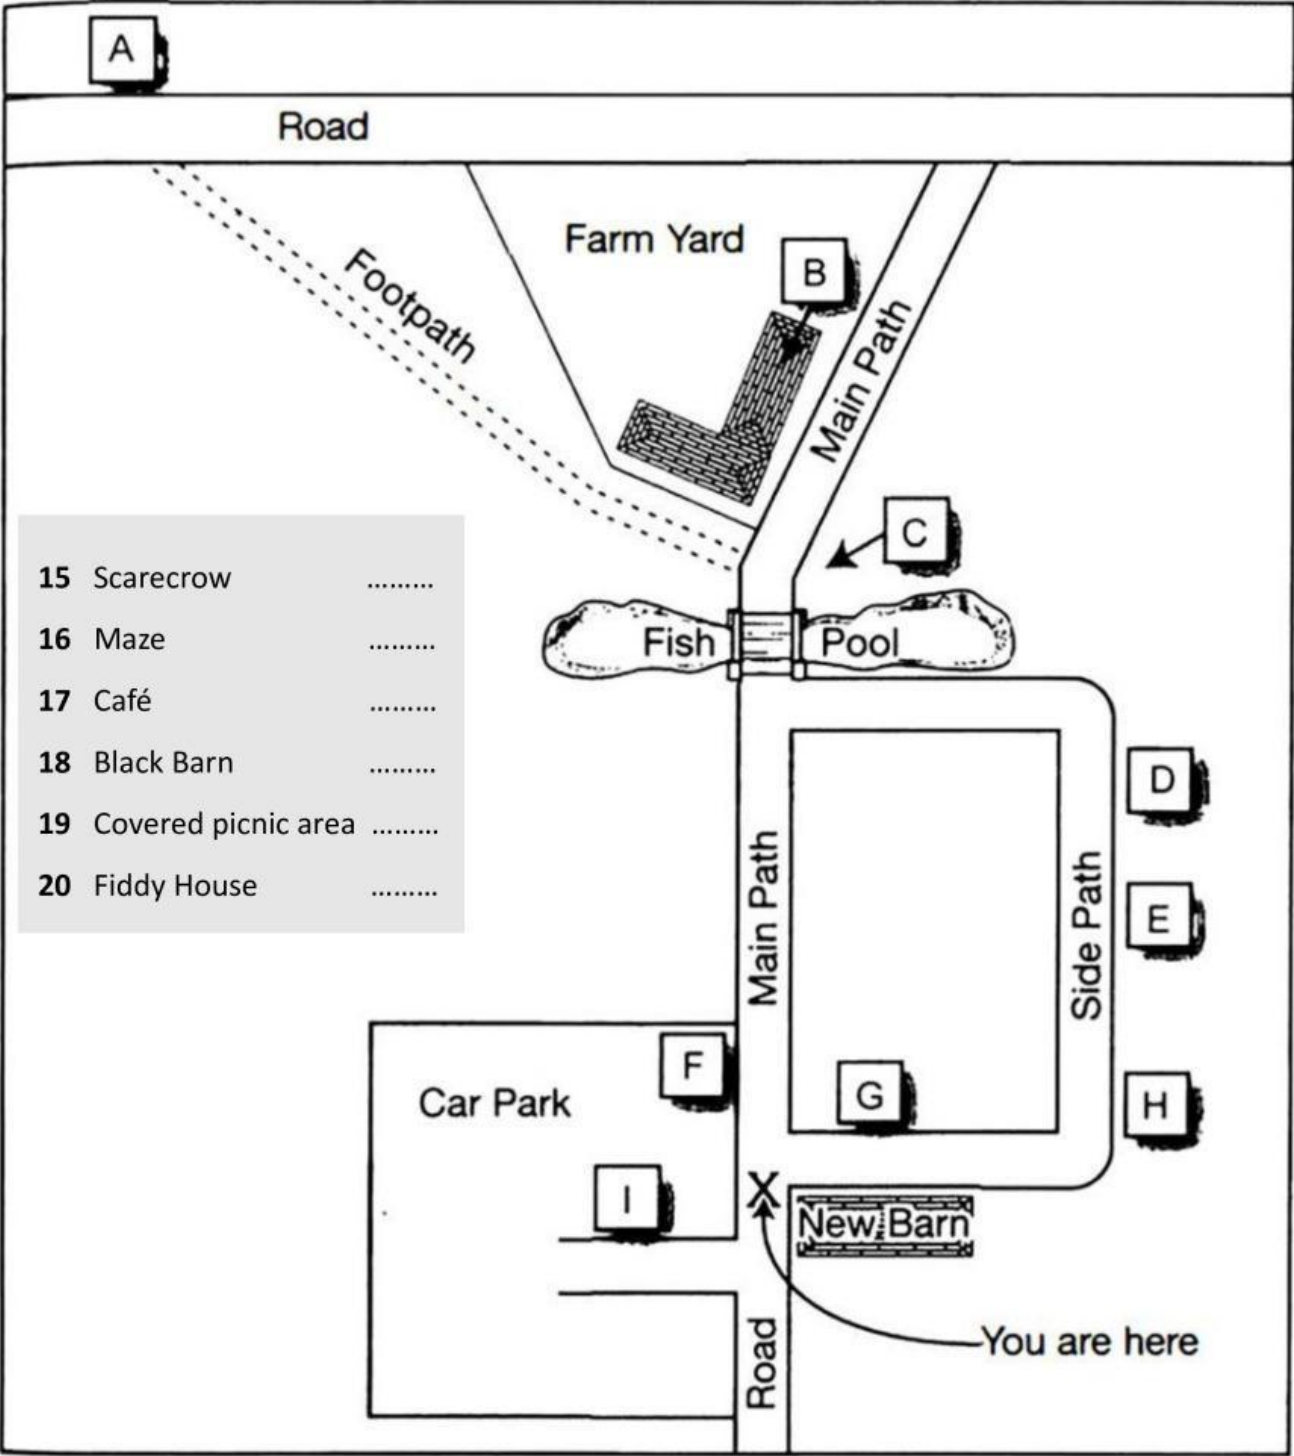 A
Road
Farm Yard
B
Footpath
Main Path
C
Fish Pool
15 Scarecrow .........
16 Maze .........
17 Café .........
18 Black Barn .........
19 Covered picnic area .........
20 Fiddy House .........
D
Main Path
Side Path
E
F
Car Park
G
H
I
X
New Barn
You are here
Road